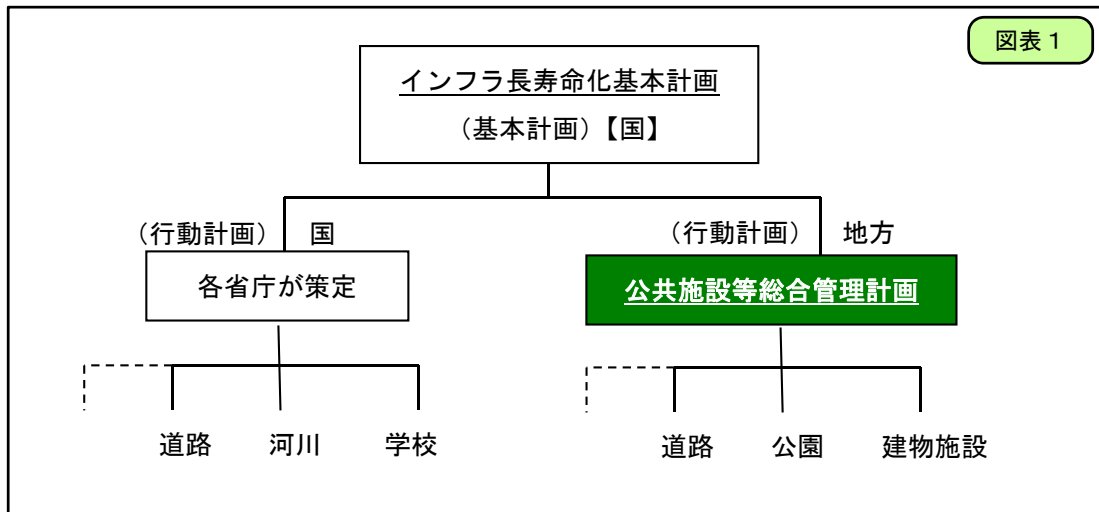 図表1
インフラ長寿命化基本計画
(基本計画)【国】
(行動計画) 国
(行動計画) 地方
各省庁が策定
公共施設等総合管理計画
道路 河川 学校
道路 公園 建物施設